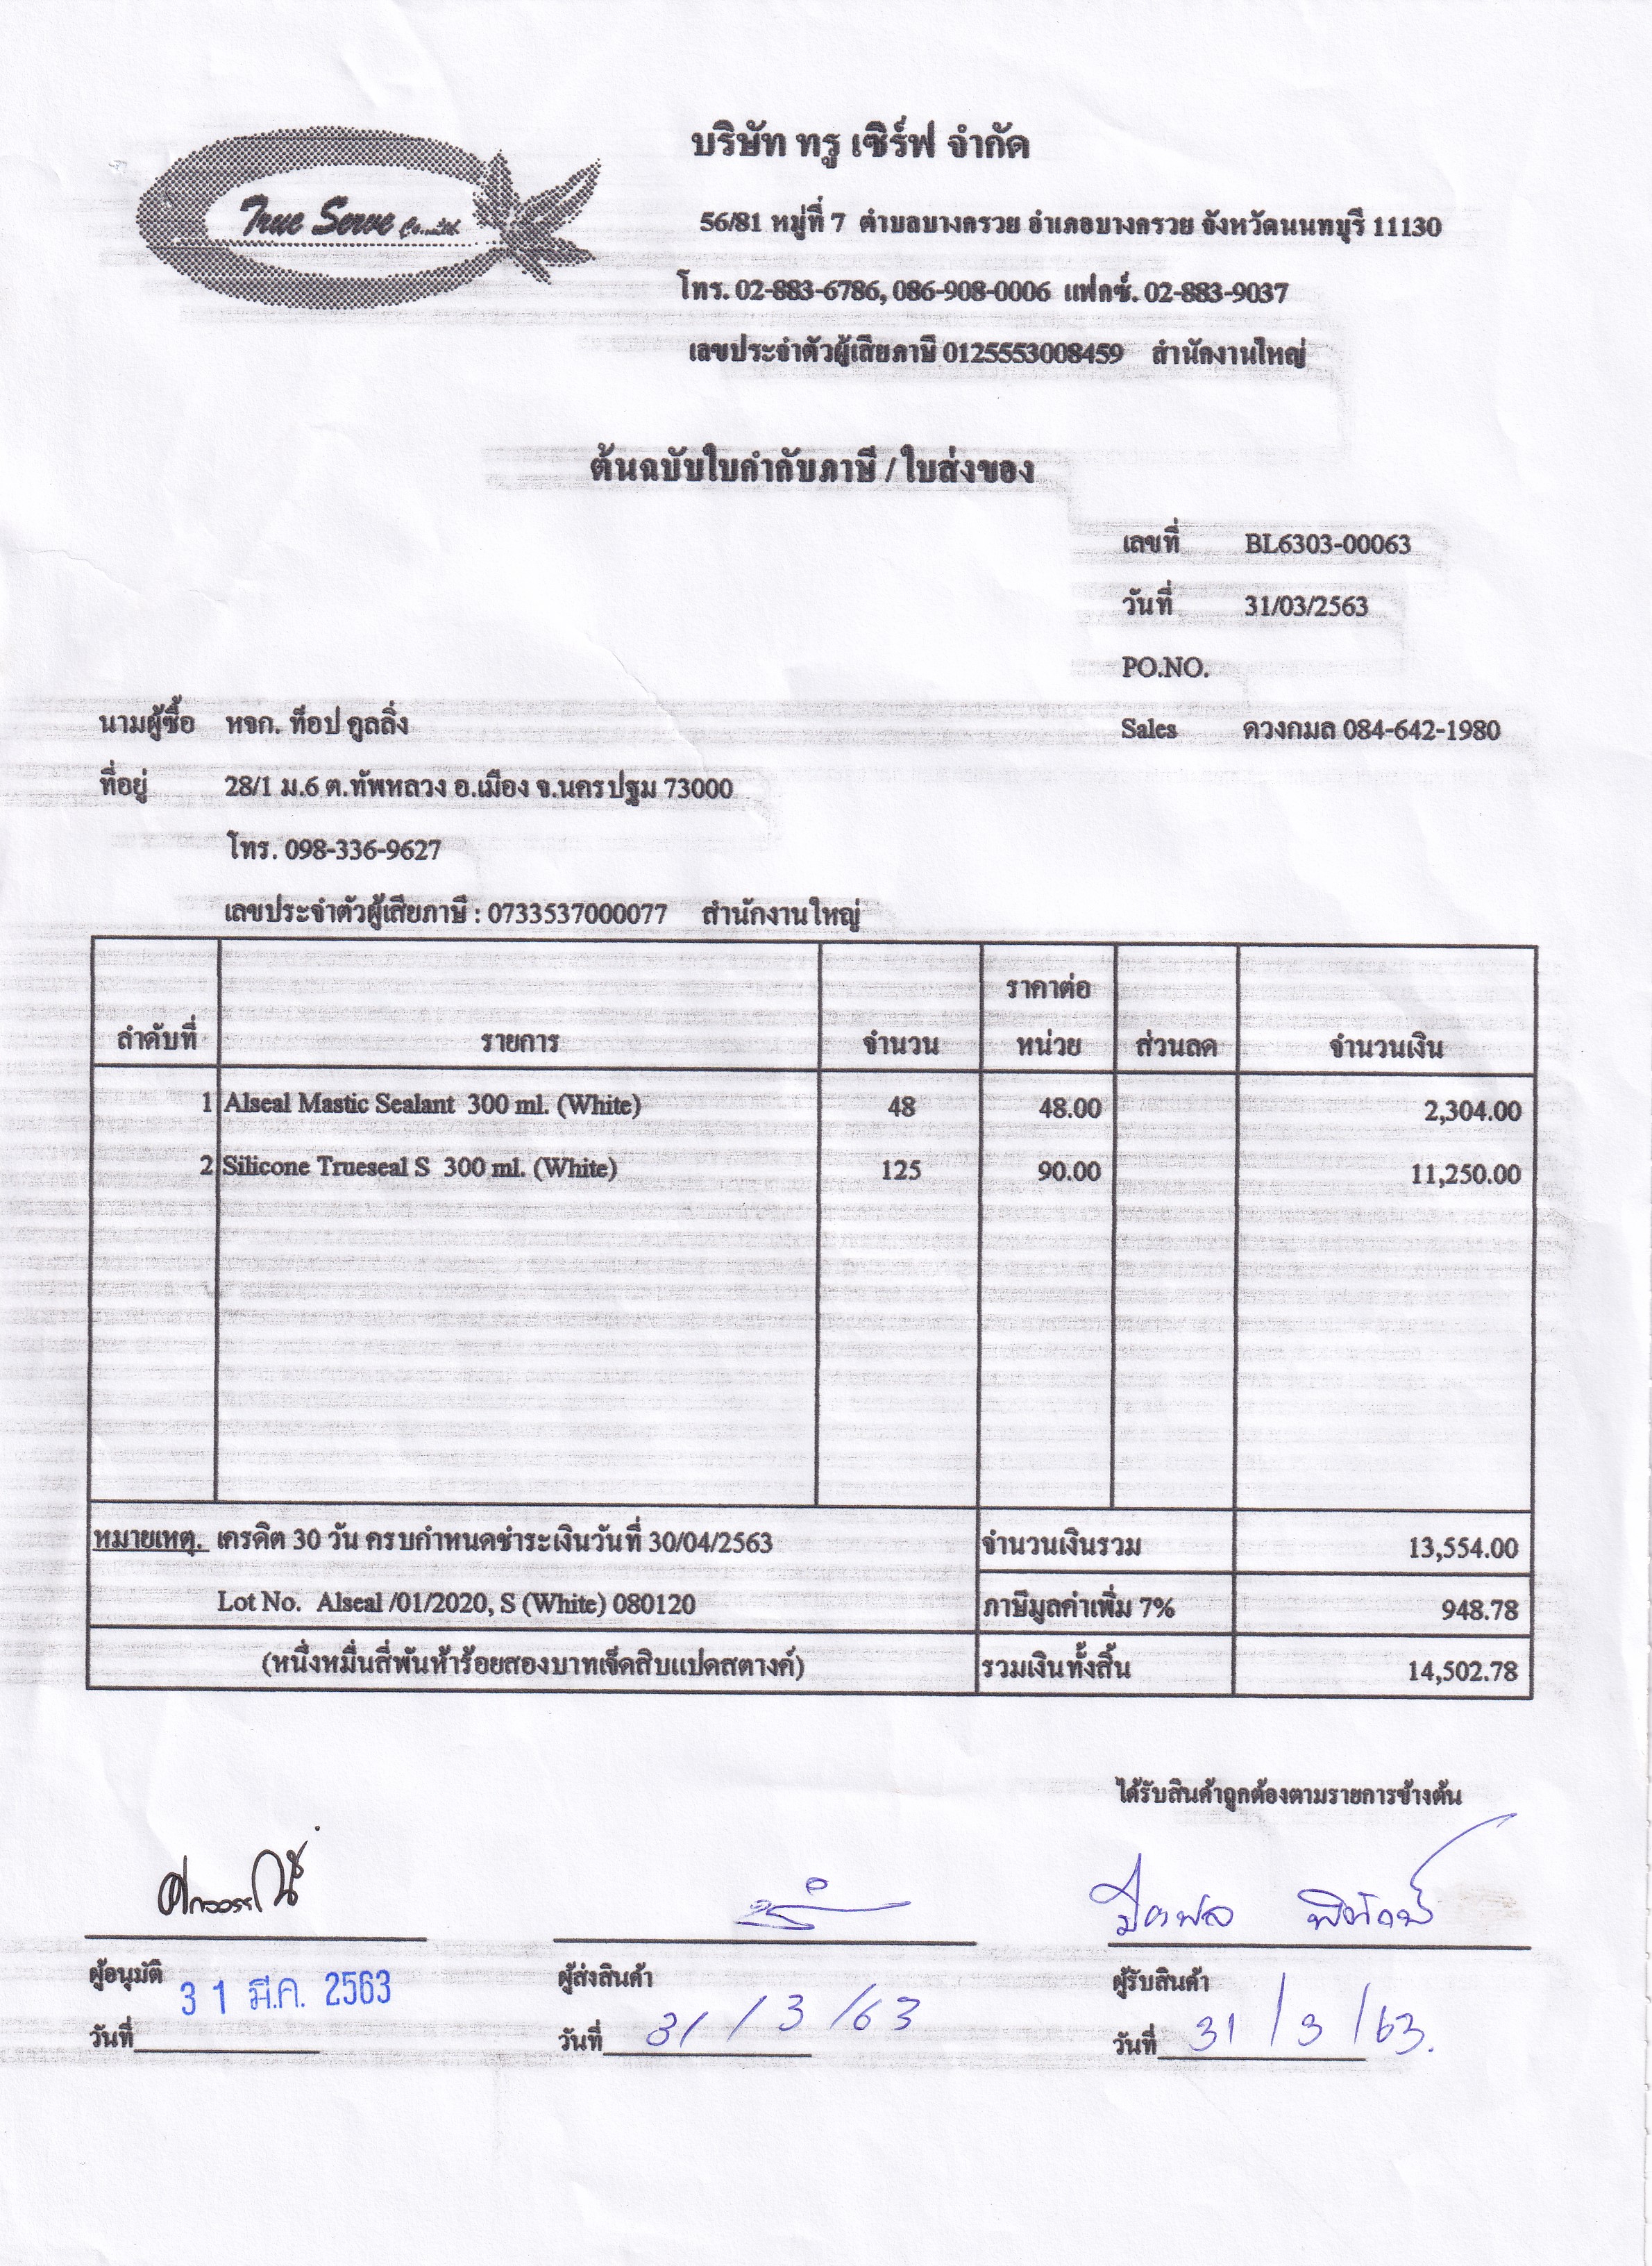 True Serve Co.,Ltd.
บริษัท ทรู เซิร์ฟ จำกัด
56/81 หมู่ที่ 7 ตำบลบางกรวย อำเภอบางกรวย จังหวัดนนทบุรี 11130
โทร. 02-883-6786, 086-908-0006 แฟกซ์. 02-883-9037
เลขประจำตัวผู้เสียภาษี 0125553008459 สำนักงานใหญ่
ต้นฉบับใบกำกับภาษี / ใบส่งของ
เลขที่ BL6303-00063
วันที่ 31/03/2563
PO.NO.
นามผู้ซื้อ หจก. ท็อป คูลลิ่ง Sales ดวงกมล 084-642-1980
ที่อยู่ 28/1 ม.6 ต.ทัพหลวง อ.เมือง จ.นครปฐม 73000
โทร. 098-336-9627
เลขประจำตัวผู้เสียภาษี : 0733537000077 สำนักงานใหญ่
ลำดับที่ รายการ จำนวน ราคาต่อหน่วย ส่วนลด จำนวนเงิน
1 Alseal Mastic Sealant 300 ml. (White) 48 48.00 2,304.00
2 Silicone Trueseal S 300 ml. (White) 125 90.00 11,250.00
หมายเหตุ. เครดิต 30 วัน ครบกำหนดชำระเงินวันที่ 30/04/2563 จำนวนเงินรวม 13,554.00
Lot No. Alseal /01/2020, S (White) 080120 ภาษีมูลค่าเพิ่ม 7% 948.78
(หนึ่งหมื่นสี่พันห้าร้อยสองบาทเจ็ดสิบแปดสตางค์) รวมเงินทั้งสิ้น 14,502.78
ได้รับสินค้าถูกต้องตามรายการข้างต้น
ผู้อนุมัติ ผู้ส่งสินค้า ผู้รับสินค้า
31 มี.ค. 2563
วันที่ วันที่ 31/3/63 วันที่ 31/3/63.